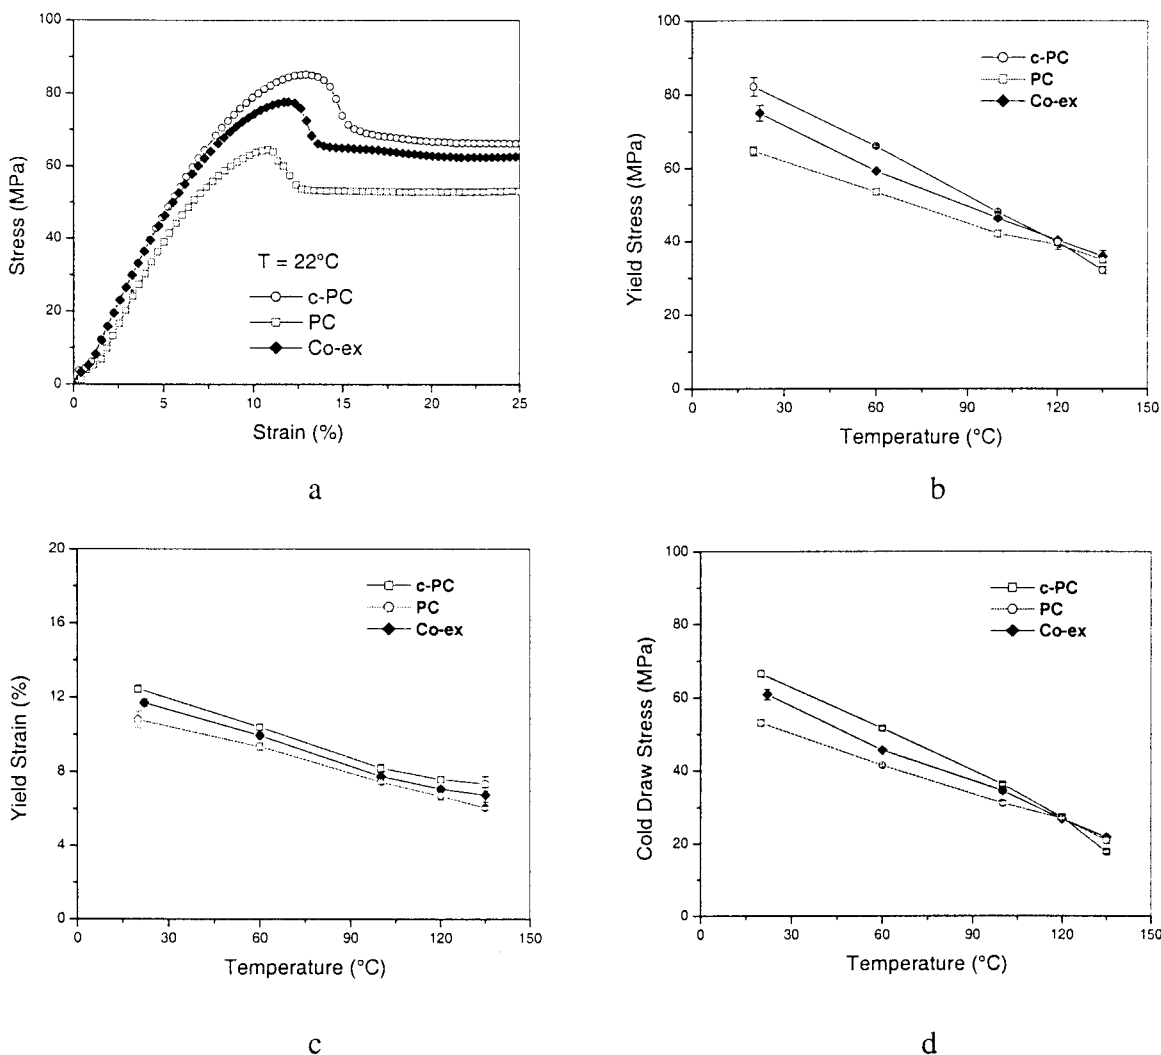 100
80
60
40
20
0
Stress (MPa)
T = 22°C
c-PC
PC
Co-ex
0 5 10 15 20 25
Strain (%)
a
100
80
60
40
20
0
Yield Stress (MPa)
c-PC
PC
Co-ex
0 30 60 90 120 150
Temperature (°C)
b
20
16
12
8
4
0
Yield Strain (%)
c-PC
PC
Co-ex
0 30 60 90 120 150
Temperature (°C)
c
100
80
60
40
20
0
Cold Draw Stress (MPa)
c-PC
PC
Co-ex
0 30 60 90 120 150
Temperature (°C)
d